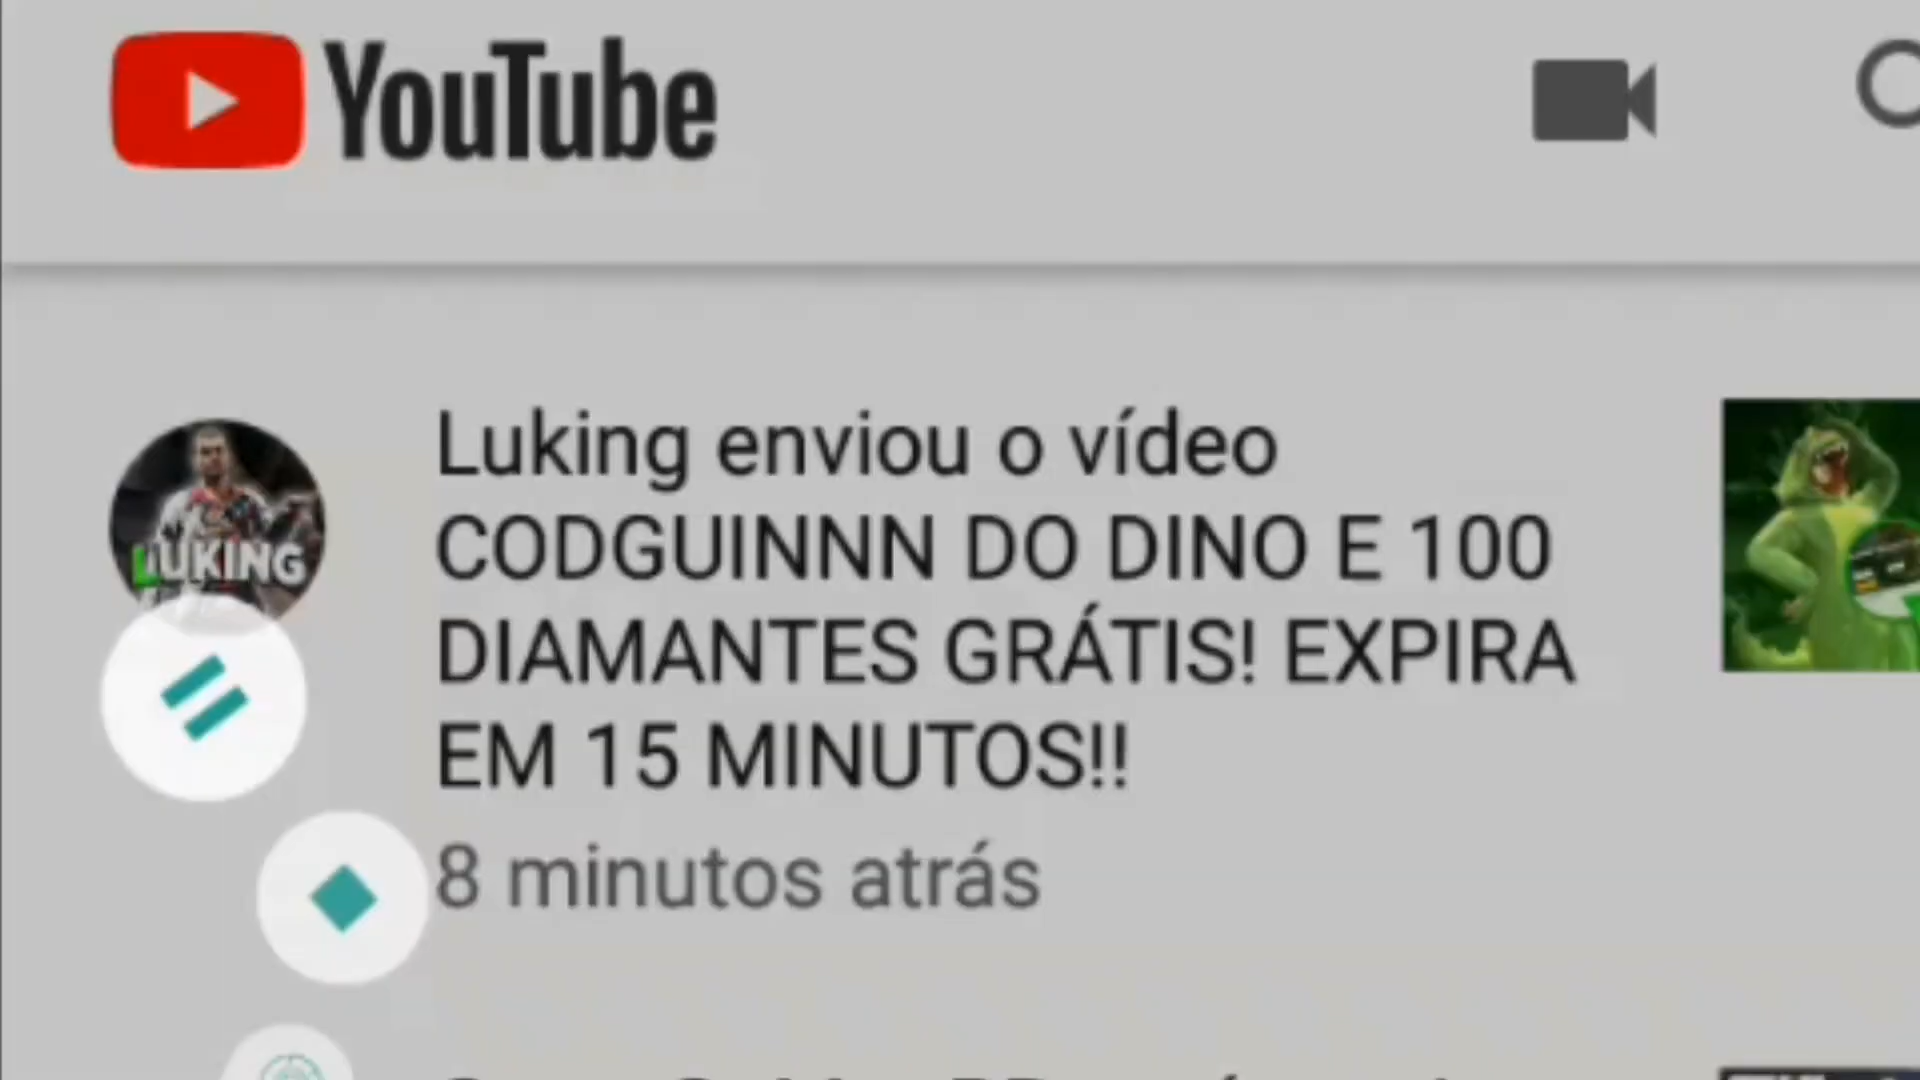 YouTube
Luking enviou o vídeo
LUKING
CODGUINNN DO DINO E 100
DIAMANTES GRÁTIS! EXPIRA
EM 15 MINUTOS!!
8 minutos atrás